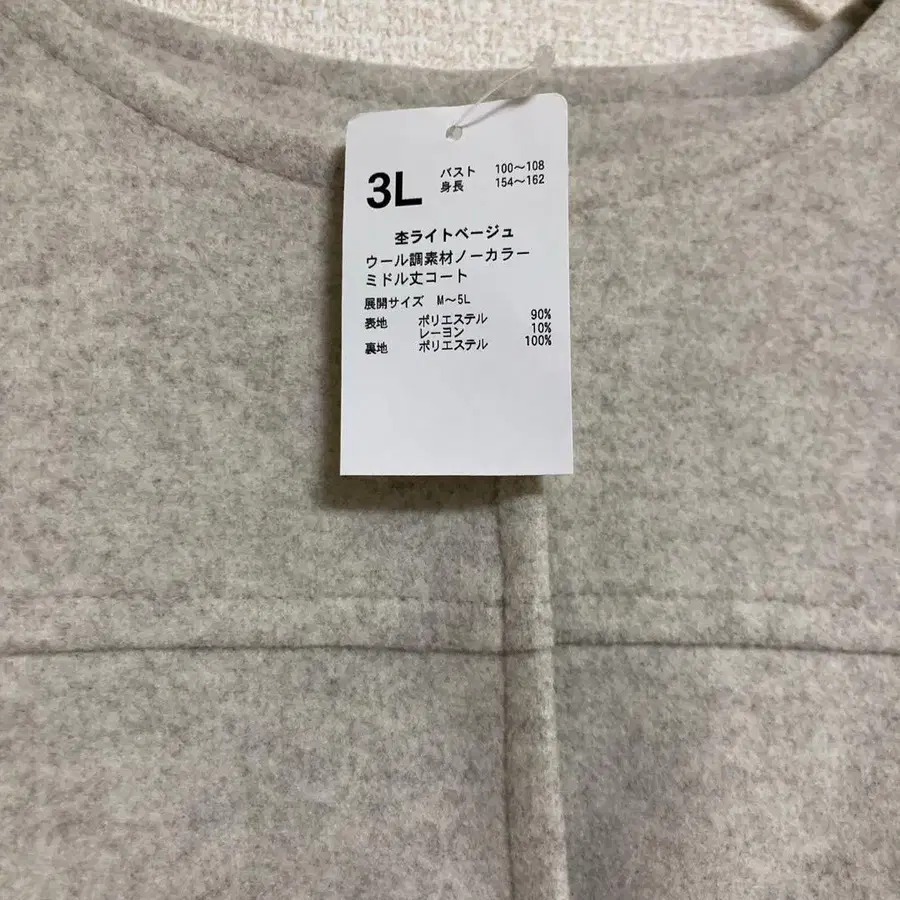 3L
バスト 100〜108
身長 154〜162
杢ライトベージュ
ウール調素材ノーカラー
ミドル丈コート
展開サイズ M〜5L
表地 ポリエステル 90%
レーヨン 10%
裏地 ポリエステル 100%